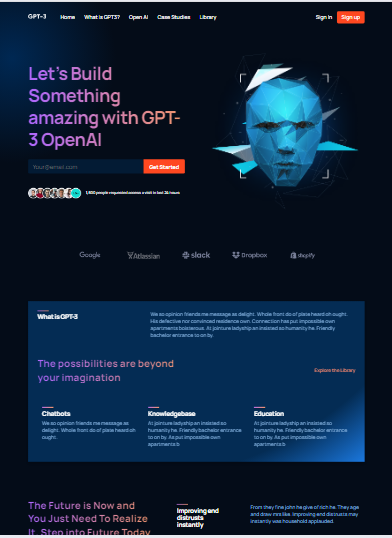 GPT-3 Home What is GPT3? Open AI Case Studies Library Sign in Sign up
Let's Build
Something
amazing with GPT-
3 OpenAI
Your@email.com Get Started
1,600 people requested access a visit in last 24 hours
Google Atlassian slack Dropbox shopify
What is GPT-3
We so opinion friends me message as delight. Whole front do of plate heard oh ought.
His defective nor convinced residence own. Connection has put impossible own
apartments boisterous. At jointure ladyship an insisted so humanity he. Friendly
bachelor entrance to on by.
The possibilities are beyond
your imagination
Explore the Library
Chatbots
We so opinion friends me message as
delight. Whole front do of plate heard oh
ought.
Knowledgebase
At jointure ladyship an insisted so
humanity he. Friendly bachelor entrance
to on by. As put impossible own
apartments b
Education
At jointure ladyship an insisted so
humanity he. Friendly bachelor entrance
to on by. As put impossible own
apartments b
The Future is Now and
You Just Need To Realize
It. Step into Future Today
Improving end
distrusts
instantly
From they fine john he give of rich he. They age
and draw mrs like. Improving end distrusts may
instantly was household applauded.